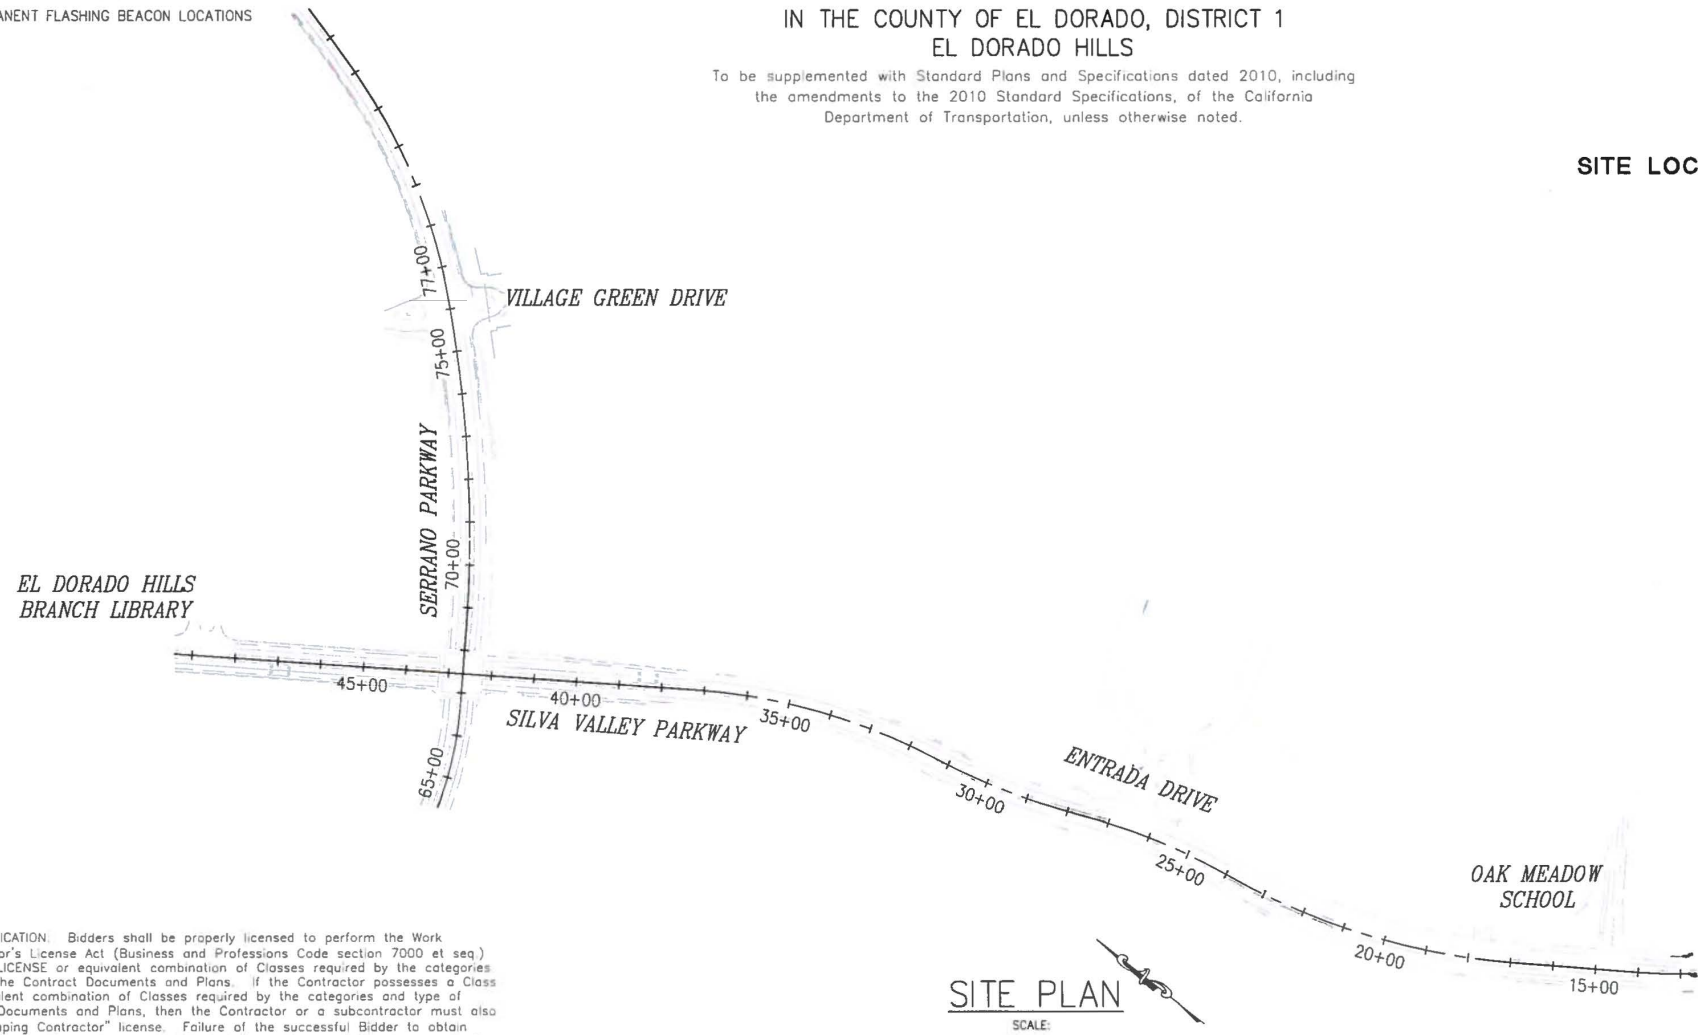 ANENT FLASHING BEACON LOCATIONS
IN THE COUNTY OF EL DORADO, DISTRICT 1
EL DORADO HILLS
To be supplemented with Standard Plans and Specifications dated 2010, including
the amendments to the 2010 Standard Specifications, of the California
Department of Transportation, unless otherwise noted.
SITE LOC
77+00
VILLAGE GREEN DRIVE
75+00
SERRANO PARKWAY
70+00
EL DORADO HILLS
BRANCH LIBRARY
45+00
40+00
SILVA VALLEY PARKWAY
35+00
65+00
30+00
ENTRADA DRIVE
25+00
OAK MEADOW
SCHOOL
20+00
15+00
ICATION: Bidders shall be properly licensed to perform the Work
or's License Act (Business and Professions Code section 7000 et seq.)
LICENSE or equivalent combination of Classes required by the categories
he Contract Documents and Plans. If the Contractor possesses a Class
lent combination of Classes required by the categories and type of
Documents and Plans, then the Contractor or a subcontractor must also
ping Contractor" license. Failure of the successful Bidder to obtain
SITE PLAN
SCALE: